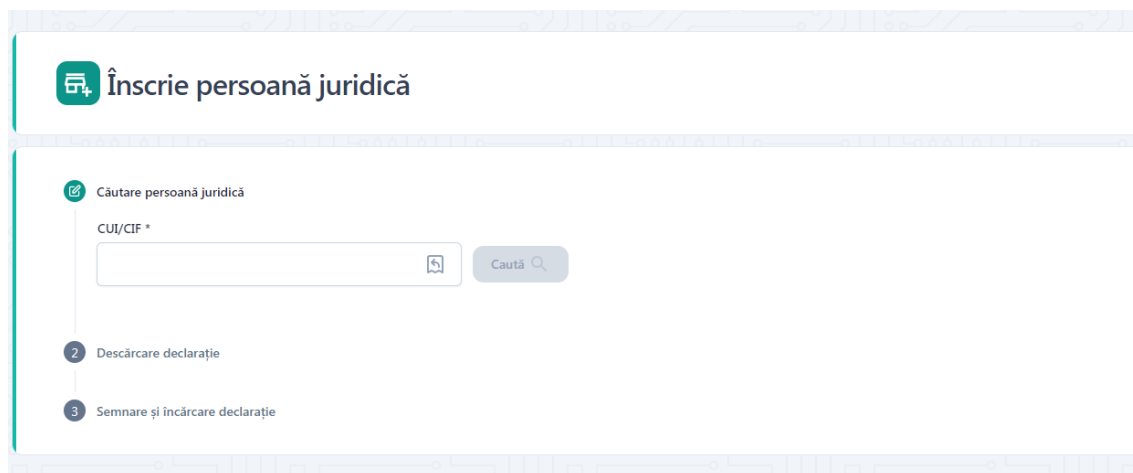 Înscrie persoană juridică
Căutare persoană juridică
CUI/CIF *
Caută
2 Descărcare declarație
3 Semnare și încărcare declarație